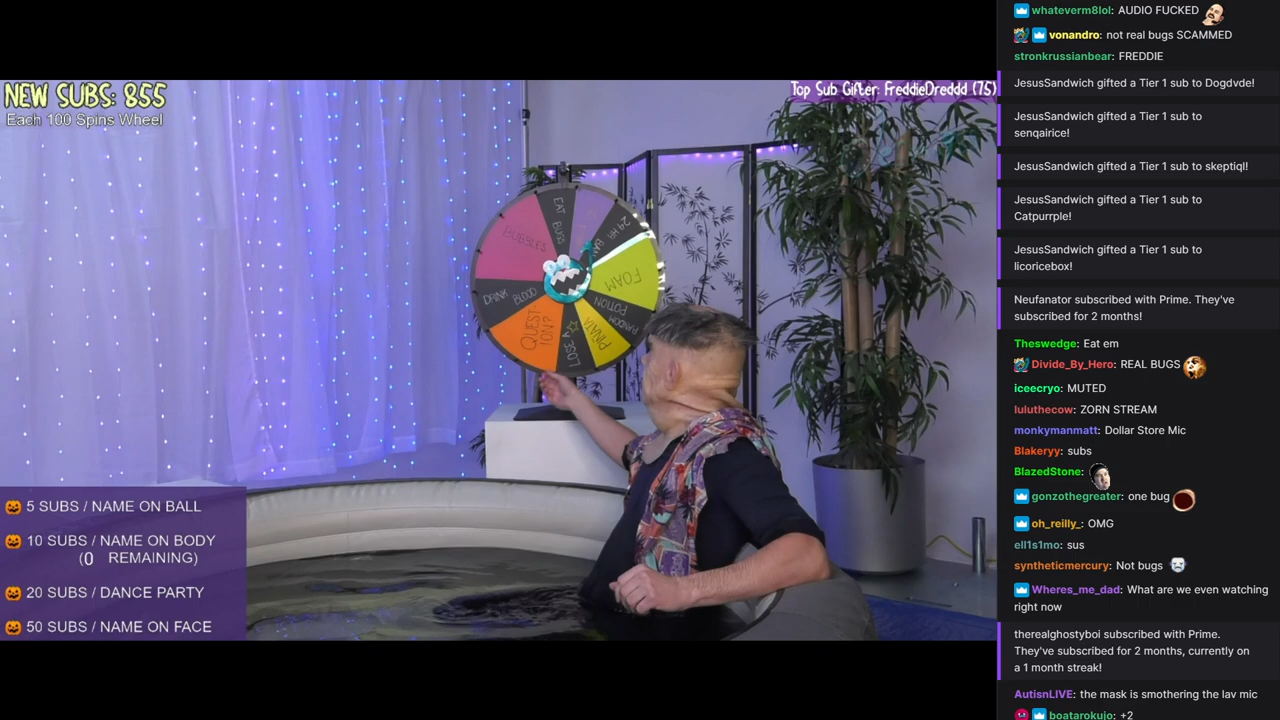 NEW SUBS: 855
Each 100 Spins Wheel
Top Sub Gifter: FreddieDreddd (75)
EAT BUGS
24 HR BAN
BUBBLES
FOAM
DRINK BLOOD
RANDOM POTION
QUESTION?
LOSE A
PIÑATA
5 SUBS / NAME ON BALL
10 SUBS / NAME ON BODY
(0 REMAINING)
20 SUBS / DANCE PARTY
50 SUBS / NAME ON FACE
whateverm8lol: AUDIO FUCKED
vonandro: not real bugs SCAMMED
stronkrussianbear: FREDDIE
JesusSandwich gifted a Tier 1 sub to Dogdvde!
JesusSandwich gifted a Tier 1 sub to
senqairice!
JesusSandwich gifted a Tier 1 sub to skeptiql!
JesusSandwich gifted a Tier 1 sub to
Catpurrple!
JesusSandwich gifted a Tier 1 sub to
licoricebox!
Neufanator subscribed with Prime. They've
subscribed for 2 months!
Theswedge: Eat em
Divide_By_Hero: REAL BUGS
iceecryo: MUTED
luluthecow: ZORN STREAM
monkymanmatt: Dollar Store Mic
Blakeryy: subs
BlazedStone:
gonzothegreater: one bug
oh_reilly_: OMG
ell1s1mo: sus
syntheticmercury: Not bugs
Wheres_me_dad: What are we even watching
right now
therealghostyboi subscribed with Prime.
They've subscribed for 2 months, currently on
a 1 month streak!
AutisnLIVE: the mask is smothering the lav mic
boatarokujo: +2